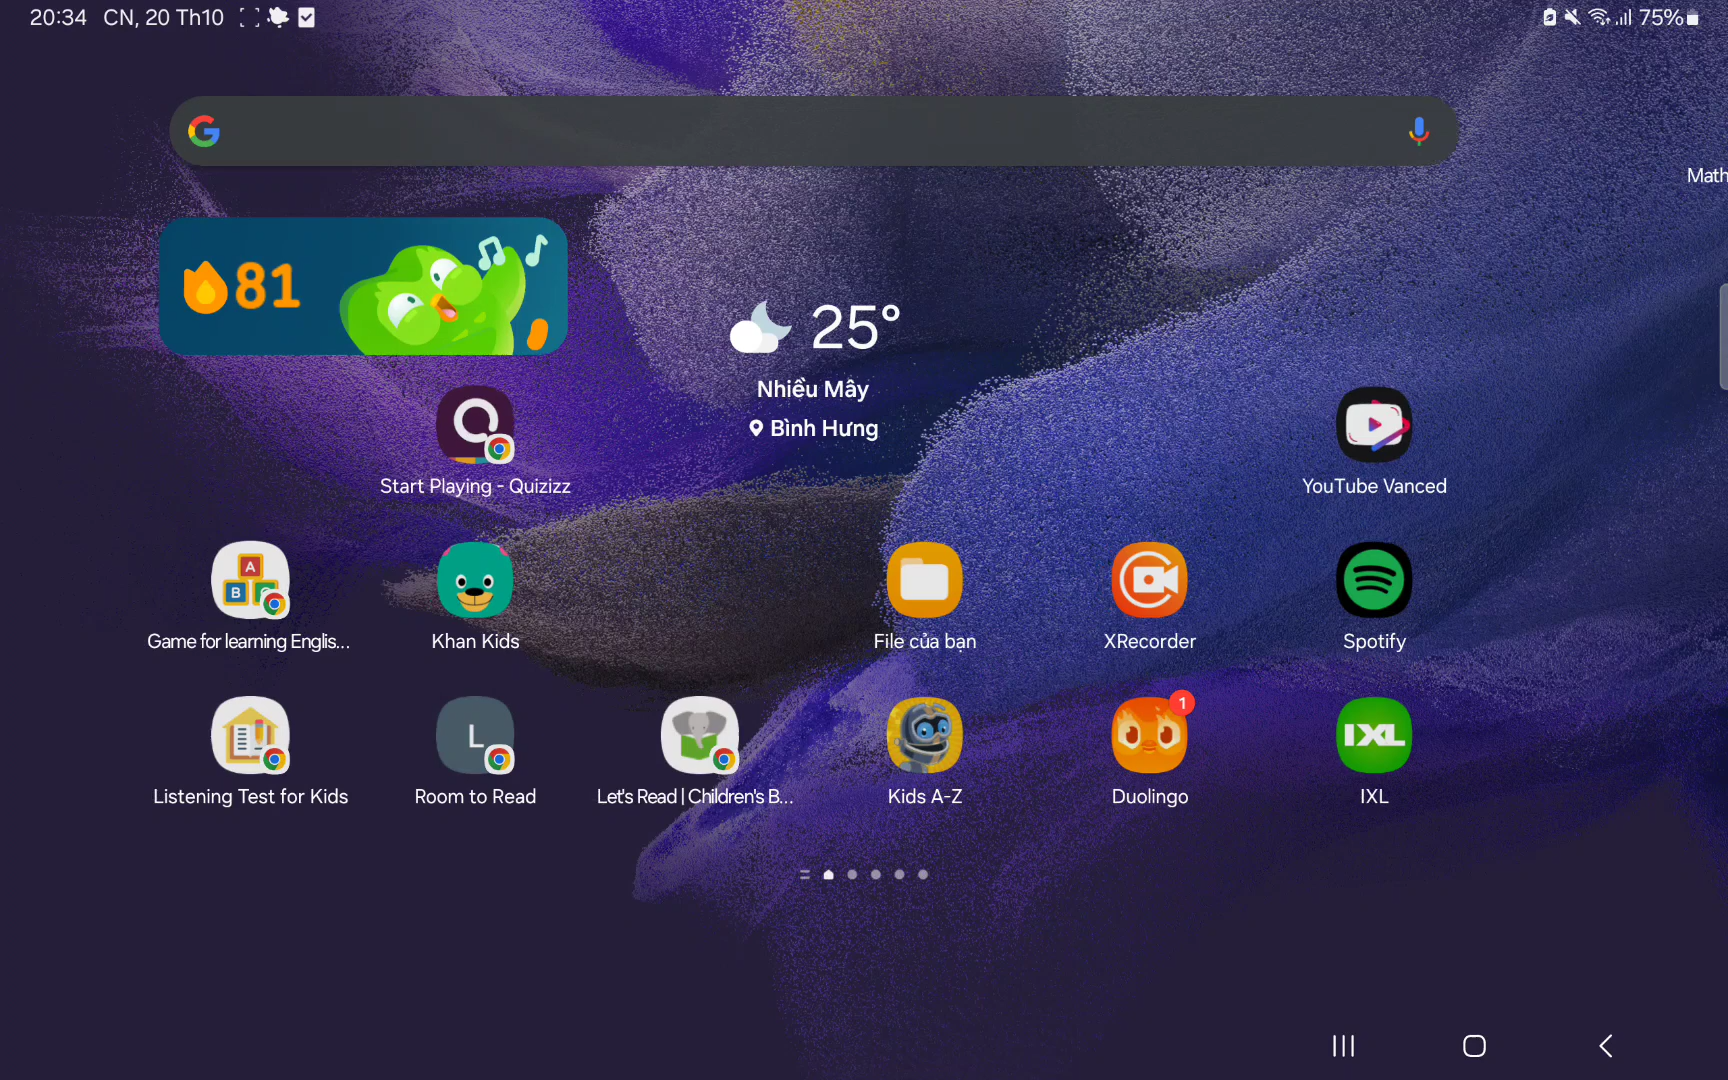 20:34 CN, 20 Th10
75%
Math
81
25°
Nhiều Mây
Bình Hưng
Start Playing - Quizizz
YouTube Vanced
A
B
Game for learning Englis...
Khan Kids
File của bạn
XRecorder
Spotify
L
1
IXL
Listening Test for Kids
Room to Read
Let's Read | Children's B...
Kids A-Z
Duolingo
IXL